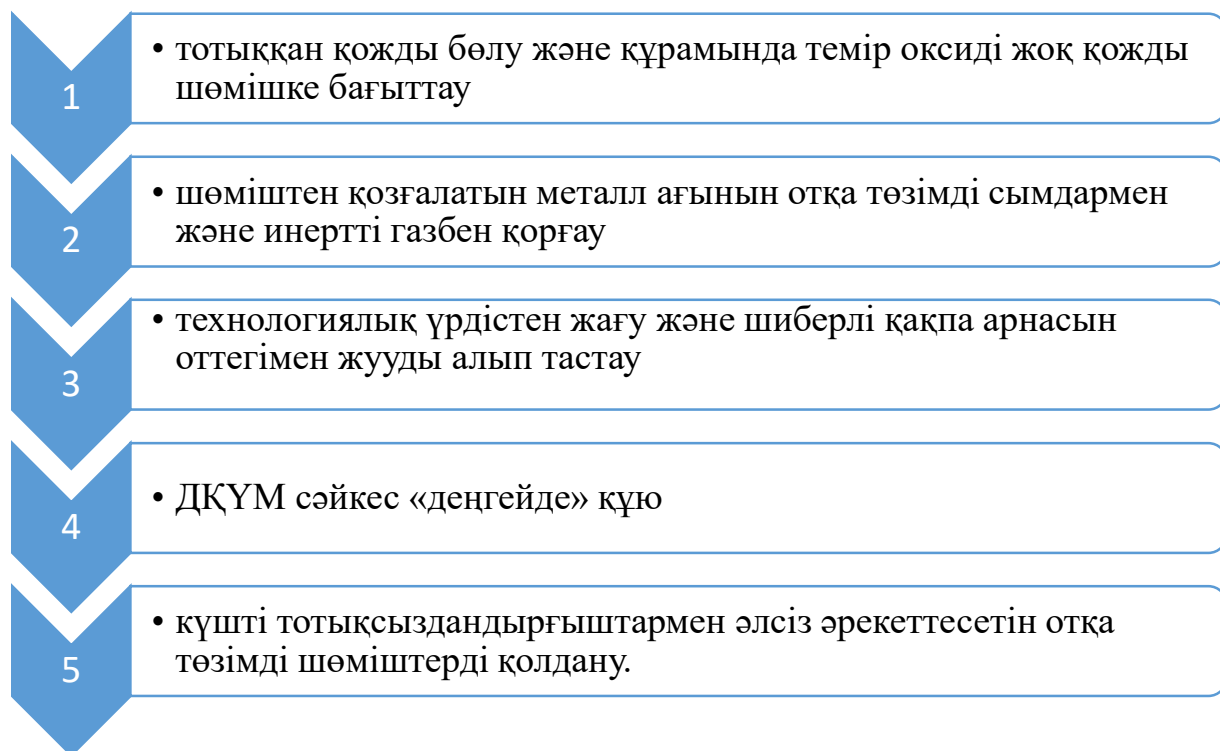 1
• тотыққан қожды бөлу және құрамында темір оксиді жоқ қожды
шөмішке бағыттау
2
• шөміштен қозғалатын металл ағынын отқа төзімді сымдармен
және инертті газбен қорғау
3
• технологиялық үрдістен жағу және шиберлі қақпа арнасын
оттегімен жууды алып тастау
4
• ДҚҮМ сәйкес «деңгейде» құю
5
• күшті тотықсыздандырғыштармен әлсіз әрекеттесетін отқа
төзімді шөміштерді қолдану.